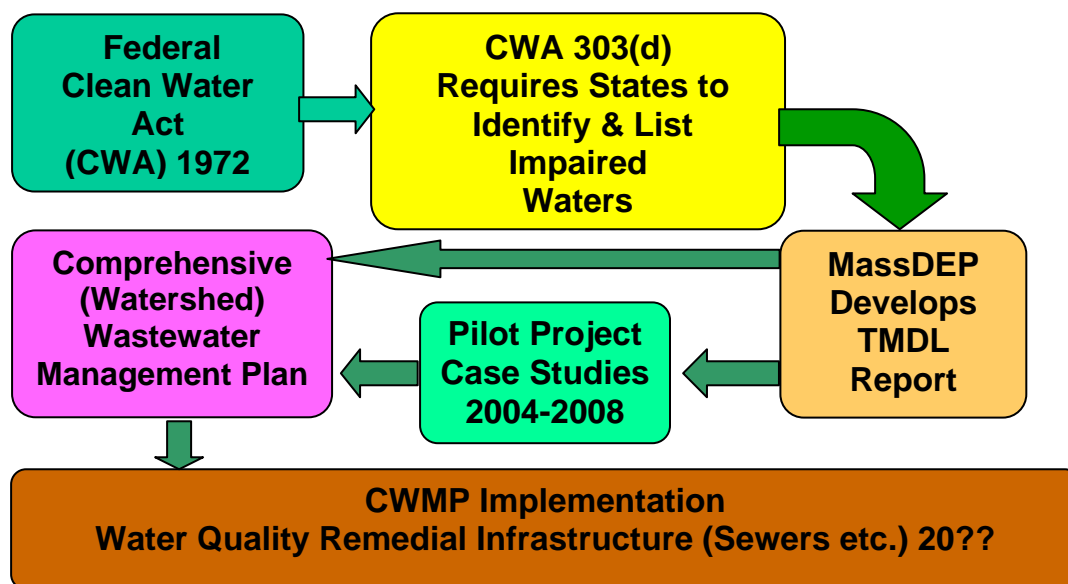 Federal
Clean Water
Act
(CWA) 1972
CWA 303(d)
Requires States to
Identify & List
Impaired
Waters
MassDEP
Develops
TMDL
Report
Pilot Project
Case Studies
2004-2008
Comprehensive
(Watershed)
Wastewater
Management Plan
CWMP Implementation
Water Quality Remedial Infrastructure (Sewers etc.) 20??